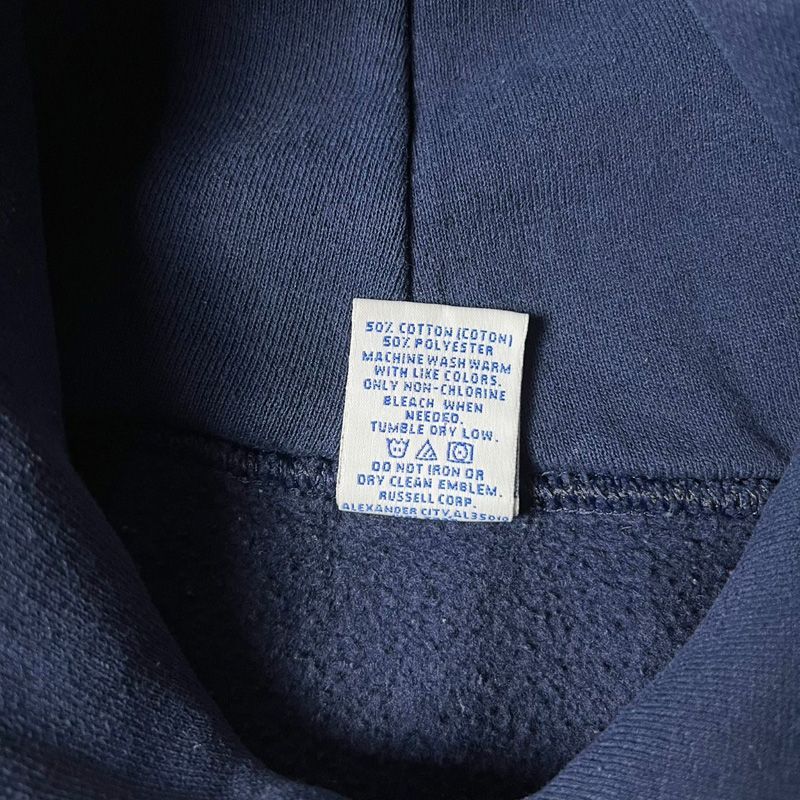 50% COTTON (COTON)
50% POLYESTER
MACHINE WASH WARM
WITH LIKE COLORS.
ONLY NON-CHLORINE
BLEACH WHEN
NEEDED.
TUMBLE DRY LOW.
DO NOT IRON OR
DRY CLEAN EMBLEM.
RUSSELL CORP.
ALEXANDER CITY, AL